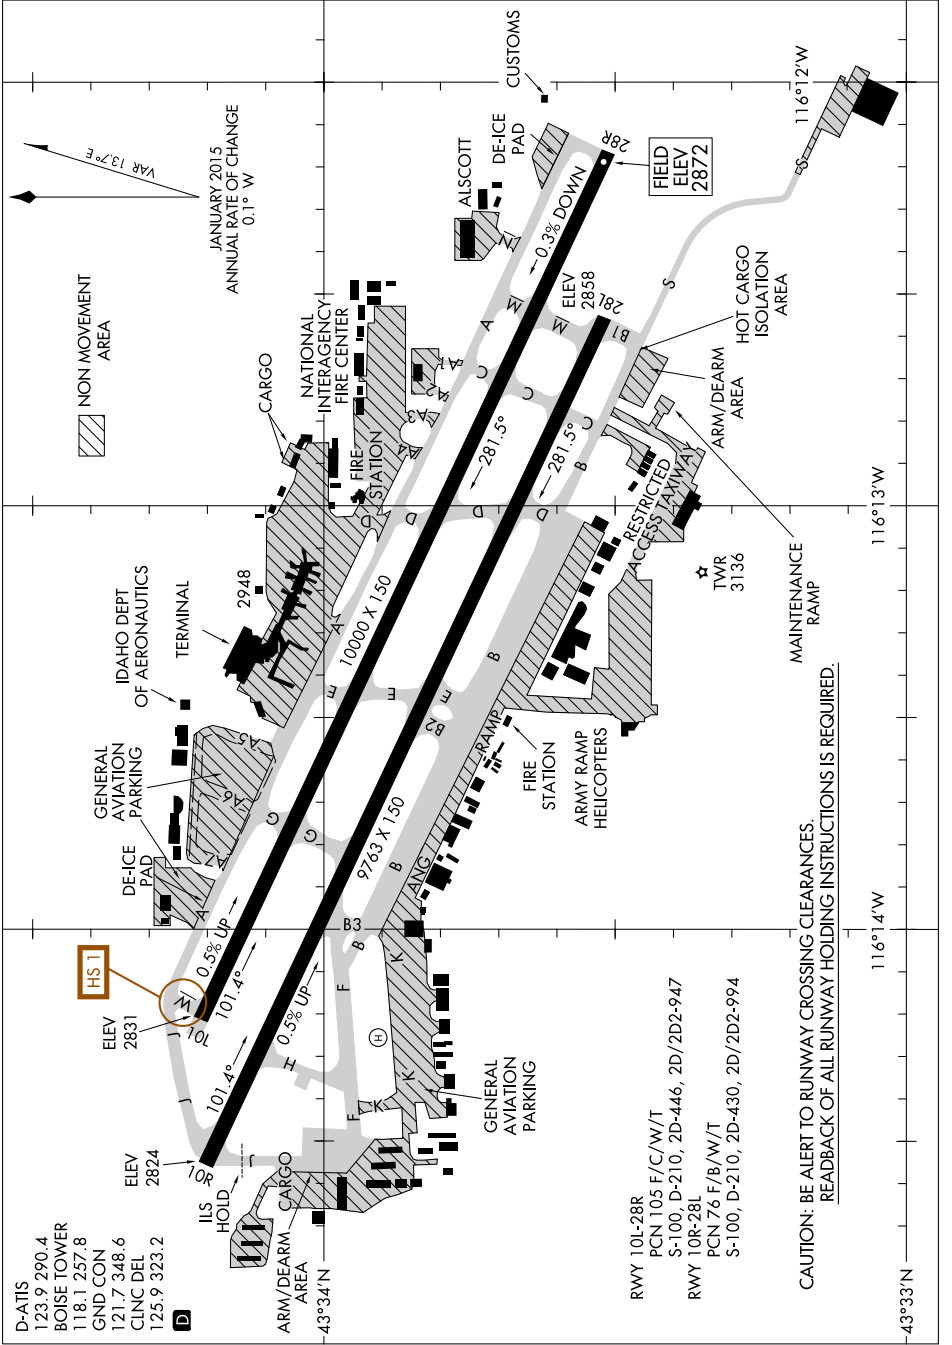 D-ATIS
123.9 290.4
BOISE TOWER
118.1 257.8
GND CON
121.7 348.6
CLNC DEL
125.9 323.2
D
JANUARY 2015
ANNUAL RATE OF CHANGE
0.1° W
VAR 13.7° E
NON MOVEMENT
AREA
HS 1
ELEV
2831
ELEV
2824
10L
10R
ILS
HOLD
ARM/DEARM
AREA
CARGO
DE-ICE
PAD
GENERAL
AVIATION
PARKING
IDAHO DEPT
OF AERONAUTICS
TERMINAL
2948
CARGO
FIRE
STATION
NATIONAL
INTERAGENCY
FIRE CENTER
ALSCOTT
DE-ICE
PAD
CUSTOMS
28R
FIELD
ELEV
2872
0.3% DOWN
ELEV
2858
28L
281.5°
281.5°
10000 X 150
9763 X 150
0.5% UP
101.4°
101.4°
0.5% UP
J
J
J
W
A
A7
A6
A5
A
A4
A3
A2
A1
A
N
M
M
C
C
C
D
D
D
D
E
E
E
G
G
H
F
F
K
K
K
B
B
B
B
B1
B2
B3
S
S
H
ANG
RAMP
FIRE
STATION
ARMY RAMP
HELICOPTERS
GENERAL
AVIATION
PARKING
RESTRICTED
ACCESS TAXIWAY
TWR
3136
MAINTENANCE
RAMP
ARM/DEARM
AREA
HOT CARGO
ISOLATION
AREA
RWY 10L-28R
PCN 105 F/C/W/T
S-100, D-210, 2D-446, 2D/2D2-947
RWY 10R-28L
PCN 76 F/B/W/T
S-100, D-210, 2D-430, 2D/2D2-994
CAUTION: BE ALERT TO RUNWAY CROSSING CLEARANCES.
READBACK OF ALL RUNWAY HOLDING INSTRUCTIONS IS REQUIRED.
43°34'N
43°33'N
116°14'W
116°13'W
116°12'W